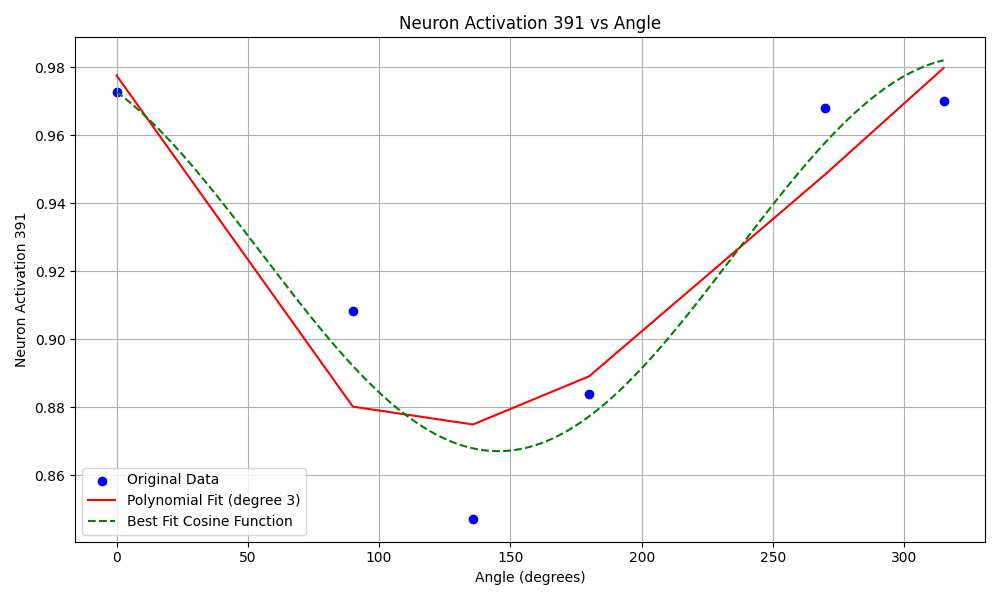 Neuron Activation 391 vs Angle
Neuron Activation 391
0.98
0.96
0.94
0.92
0.90
0.88
0.86
Original Data
Polynomial Fit (degree 3)
Best Fit Cosine Function
0 50 100 150 200 250 300
Angle (degrees)